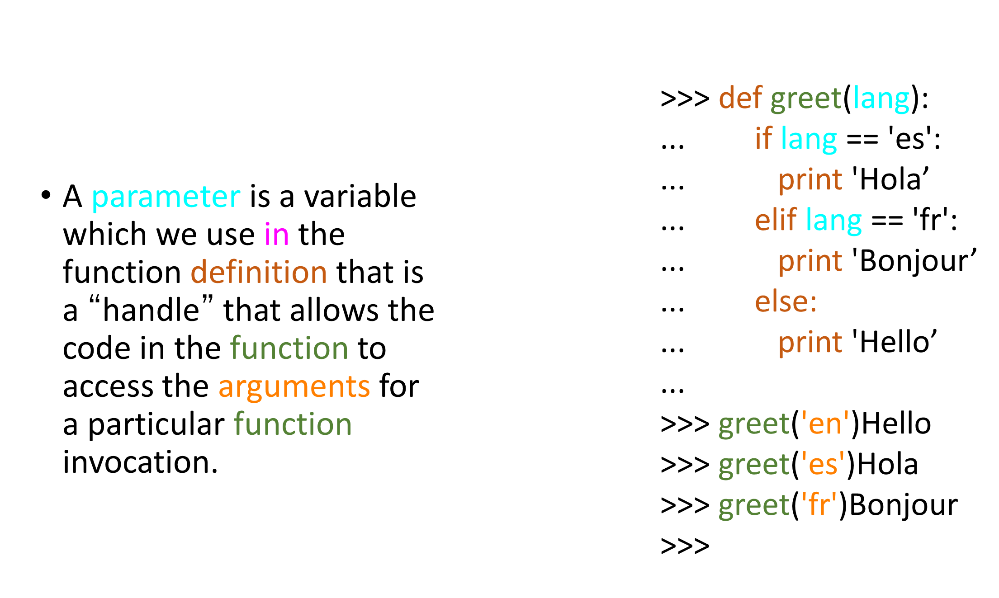 • A parameter is a variable
which we use in the
function definition that is
a “handle” that allows the
code in the function to
access the arguments for
a particular function
invocation.
>>> def greet(lang):
...        if lang == 'es':
...           print 'Hola’
...        elif lang == 'fr':
...           print 'Bonjour’
...        else:
...           print 'Hello’
...
>>> greet('en')Hello
>>> greet('es')Hola
>>> greet('fr')Bonjour
>>>